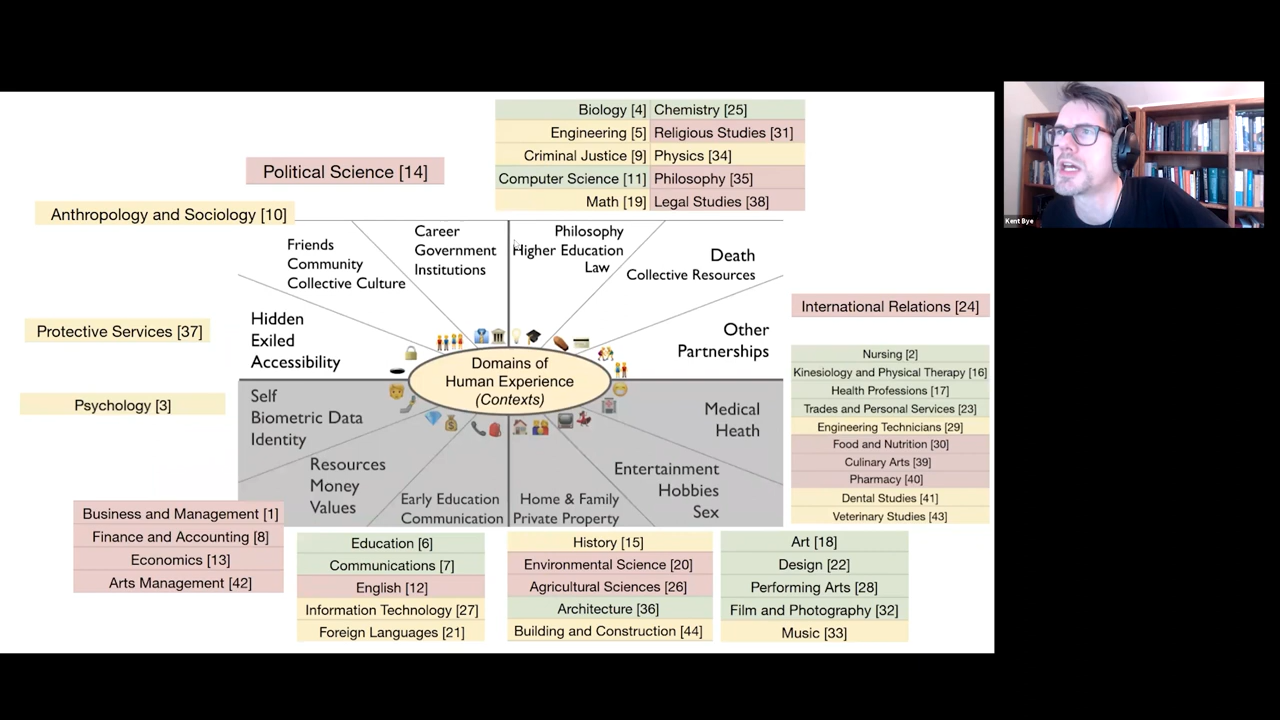 Biology [4] Chemistry [25]
Engineering [5] Religious Studies [31]
Criminal Justice [9] Physics [34]
Computer Science [11] Philosophy [35]
Math [19] Legal Studies [38]
Political Science [14]
Anthropology and Sociology [10]
Protective Services [37]
Psychology [3]
Friends
Community
Collective Culture
Career
Government
Institutions
Philosophy
Higher Education
Law
Death
Collective Resources
Hidden
Exiled
Accessibility
Other
Partnerships
Domains of
Human Experience
(Contexts)
Self
Biometric Data
Identity
Resources
Money
Values
Early Education
Communication
Home & Family
Private Property
Entertainment
Hobbies
Sex
Medical
Heath
International Relations [24]
Nursing [2]
Kinesiology and Physical Therapy [16]
Health Professions [17]
Trades and Personal Services [23]
Engineering Technicians [29]
Food and Nutrition [30]
Culinary Arts [39]
Pharmacy [40]
Dental Studies [41]
Veterinary Studies [43]
Business and Management [1]
Finance and Accounting [8]
Economics [13]
Arts Management [42]
Education [6]
Communications [7]
English [12]
Information Technology [27]
Foreign Languages [21]
History [15]
Environmental Science [20]
Agricultural Sciences [26]
Architecture [36]
Building and Construction [44]
Art [18]
Design [22]
Performing Arts [28]
Film and Photography [32]
Music [33]
Kent Bye